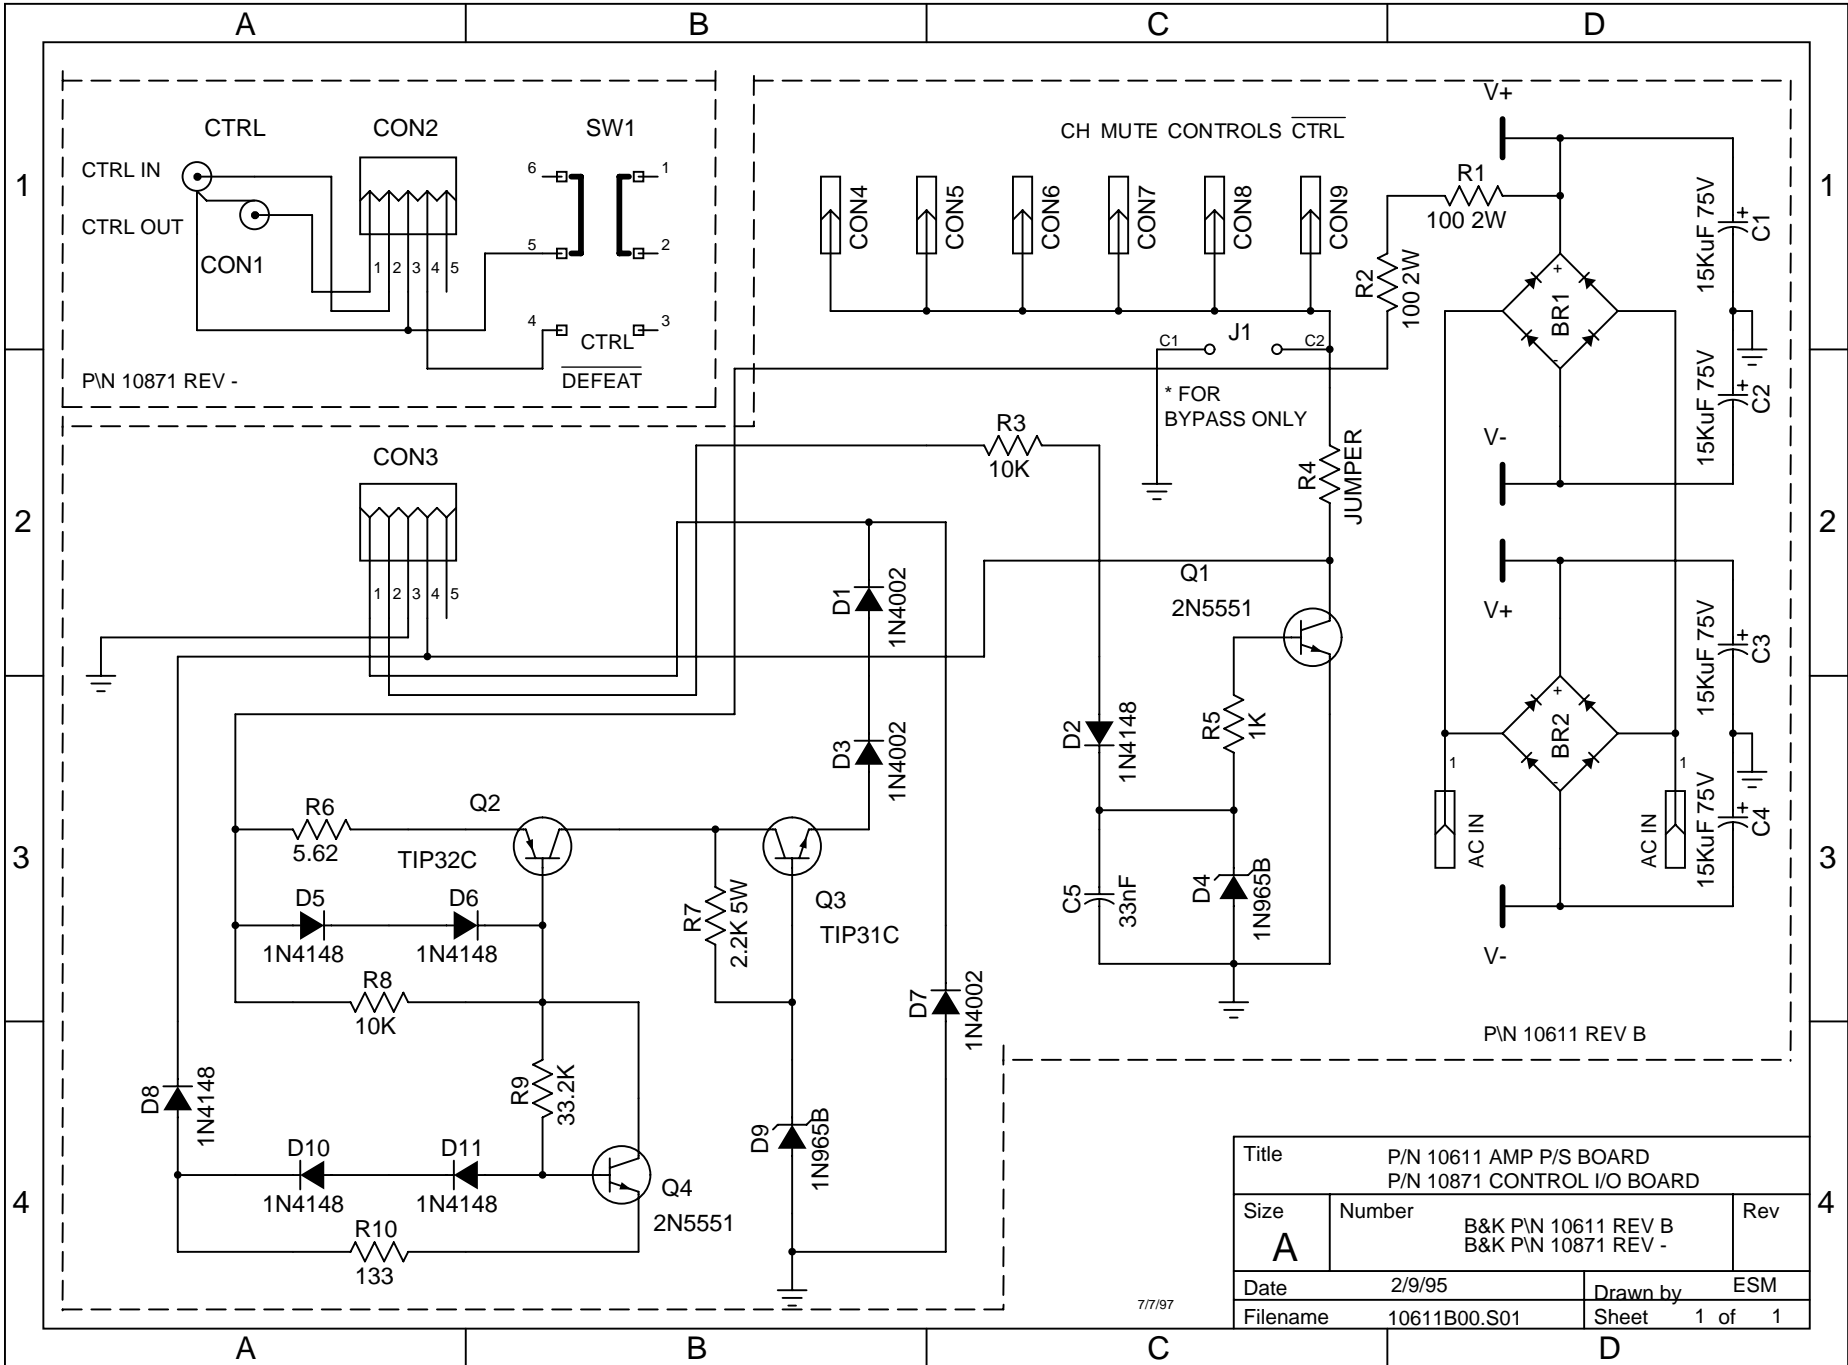 A B C D
1 1
2 2
3 3
4 4
A B C D
CTRL CON2 SW1
CTRL IN
CTRL OUT
CON1
1 2 3 4 5
6 1
5 2
4 3
CTRL
DEFEAT
P\N 10871 REV -
CH MUTE CONTROLS CTRL
CON4
CON5
CON6
CON7
CON8
CON9
C1 J1 C2
* FOR
BYPASS ONLY
R1
100 2W
R2
100 2W
V+
+
BR1
-
15KuF 75V
+
C1
15KuF 75V
+
C2
V-
V+
+
BR2
-
15KuF 75V
+
C3
15KuF 75V
+
C4
V-
1
AC IN
1
AC IN
CON3
1 2 3 4 5
R3
10K
R4
JUMPER
Q1
2N5551
D1
1N4002
D3
1N4002
D2
1N4148
R5
1K
C5
33nF
D4
1N965B
R6
5.62
Q2
TIP32C
Q3
TIP31C
D5
1N4148
D6
1N4148
R7
2.2K 5W
R8
10K
R9
33.2K
D7
1N4002
D8
1N4148
D9
1N965B
D10
1N4148
D11
1N4148
Q4
2N5551
R10
133
P\N 10611 REV B
7/7/97
Title P/N 10611 AMP P/S BOARD
P/N 10871 CONTROL I/O BOARD
Size Number Rev
A
B&K P\N 10611 REV B
B&K P\N 10871 REV -
Date 2/9/95 Drawn by ESM
Filename 10611B00.S01 Sheet 1 of 1